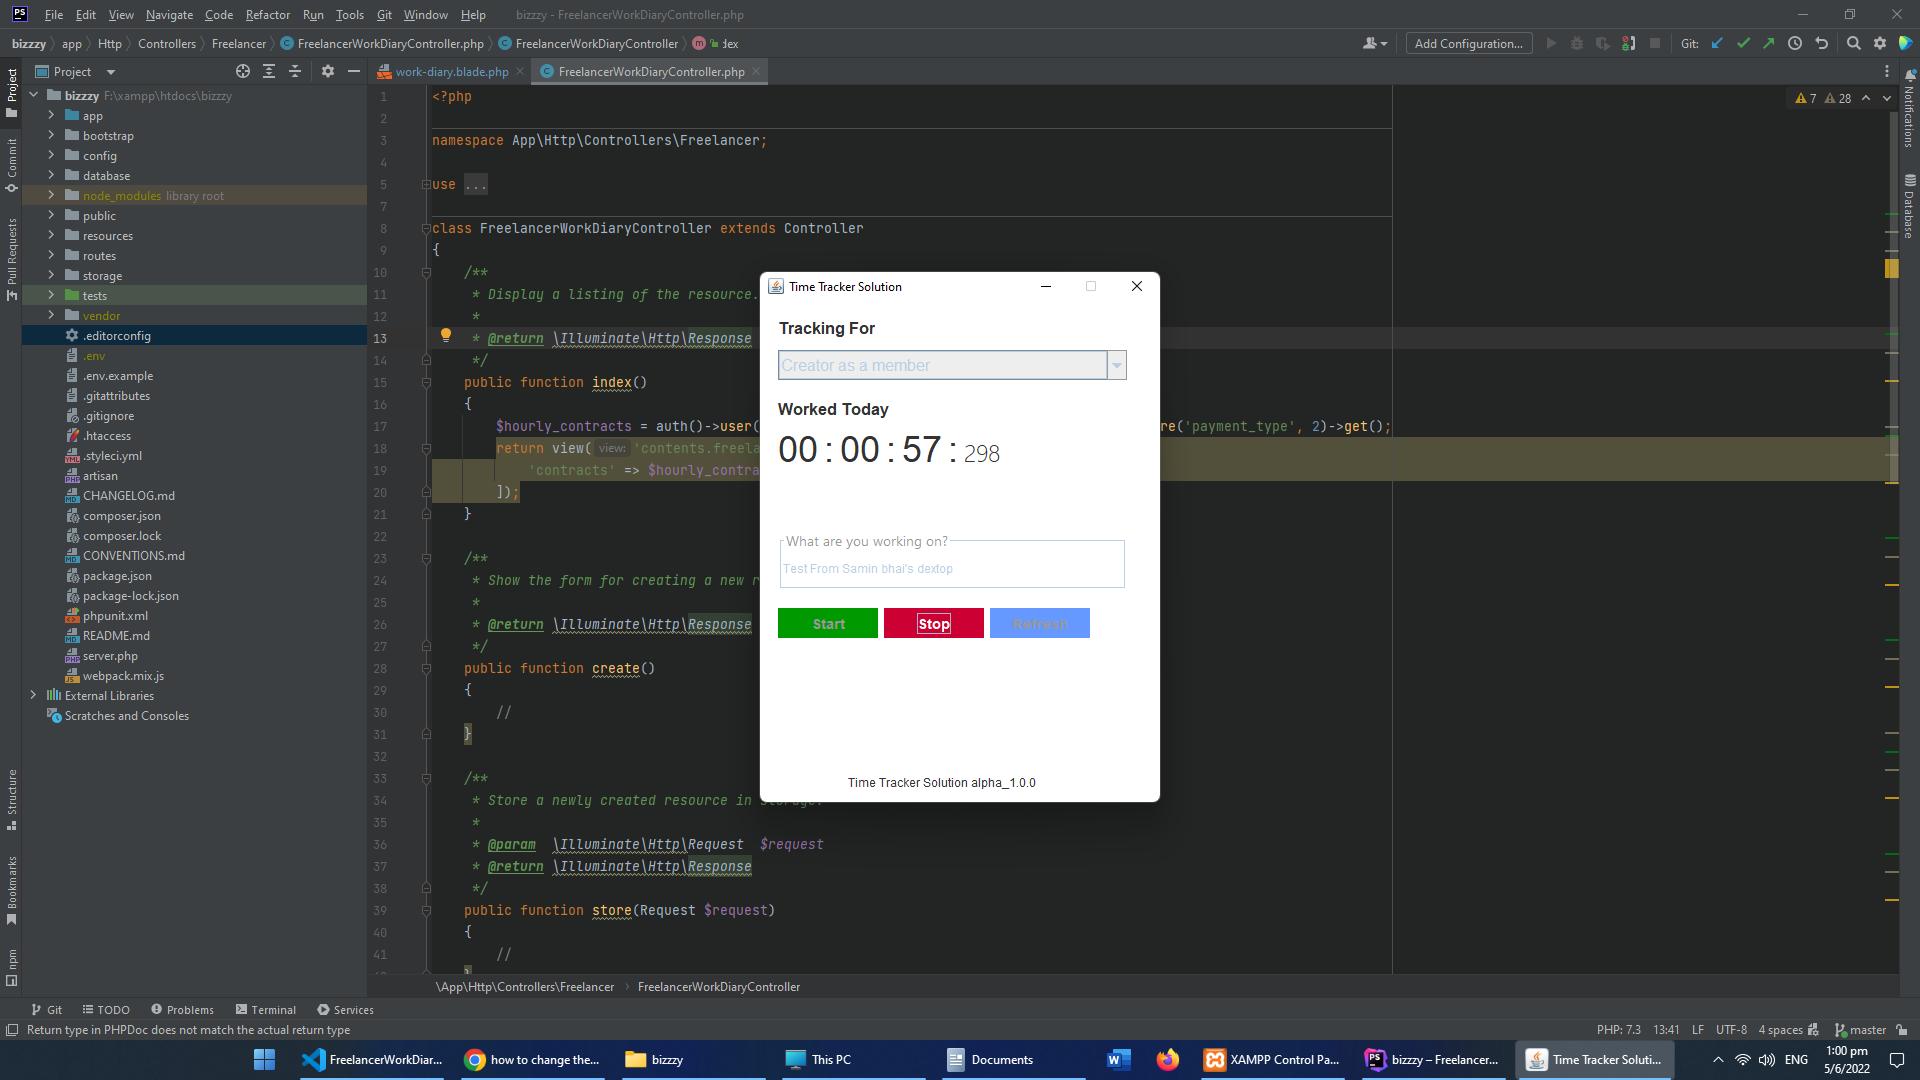 PS File Edit View Navigate Code Refactor Run Tools Git Window Help bizzzy - FreelancerWorkDiaryController.php
bizzzy app Http Controllers Freelancer FreelancerWorkDiaryController.php FreelancerWorkDiaryController Add Configuration... Git:
Project
work-diary.blade.php FreelancerWorkDiaryController.php
Project
Commit
Pull Requests
Structure
Bookmarks
npm
bizzzy F:\xampp\htdocs\bizzzy
app
bootstrap
config
database
node_modules library root
public
resources
routes
storage
tests
vendor
.editorconfig
.env
.env.example
.gitattributes
.gitignore
.htaccess
.styleci.yml
artisan
CHANGELOG.md
composer.json
composer.lock
CONVENTIONS.md
package.json
package-lock.json
phpunit.xml
README.md
server.php
webpack.mix.js
External Libraries
Scratches and Consoles
7 28
Notifications
Database
1 <?php
2
3 namespace App\Http\Controllers\Freelancer;
4
5 use ...
6
7
8 class FreelancerWorkDiaryController extends Controller
9 {
10 /**
11 * Display a listing of the resource.
12 *
13 * @return \Illuminate\Http\Response
14 */
15 public function index()
16 {
17 $hourly_contracts = auth()->user( re('payment_type', 2)->get();
18 return view( view: 'contents.freela
19 'contracts' => $hourly_contra
20 ]);
21 }
22
23 /**
24 * Show the form for creating a new r
25 *
26 * @return \Illuminate\Http\Response
27 */
28 public function create()
29 {
30 //
31 }
32
33 /**
34 * Store a newly created resource in storage.
35 *
36 * @param \Illuminate\Http\Request $request
37 * @return \Illuminate\Http\Response
38 */
39 public function store(Request $request)
40 {
41 //
Time Tracker Solution
Tracking For
Creator as a member
Worked Today
00 : 00 : 57 : 298
What are you working on?
Test From Samin bhai's dextop
Start Stop Refresh
Time Tracker Solution alpha_1.0.0
\App\Http\Controllers\Freelancer FreelancerWorkDiaryController
Git TODO Problems Terminal Services
Return type in PHPDoc does not match the actual return type PHP: 7.3 13:41 LF UTF-8 4 spaces master
FreelancerWorkDiar... how to change the... bizzzy This PC Documents XAMPP Control Pa... bizzzy – Freelancer... Time Tracker Soluti... ENG 1:00 pm
5/6/2022